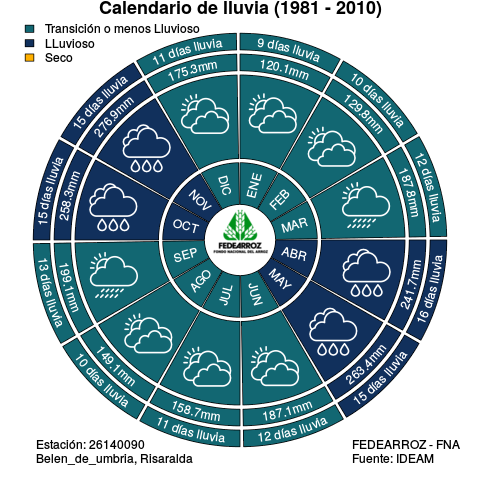 Calendario de lluvia (1981 - 2010)
Transición o menos Lluvioso
LLuvioso
Seco
9 días lluvia
120.1mm
ENE
10 días lluvia
129.8mm
FEB
12 días lluvia
187.8mm
MAR
16 días lluvia
241.7mm
ABR
15 días lluvia
263.4mm
MAY
12 días lluvia
187.1mm
JUN
11 días lluvia
158.7mm
JUL
10 días lluvia
149.1mm
AGO
13 días lluvia
199.1mm
SEP
15 días lluvia
258.3mm
OCT
15 días lluvia
276.9mm
NOV
11 días lluvia
175.3mm
DIC
FEDEARROZ
FONDO NACIONAL DEL ARROZ
Estación: 26140090
Belen_de_umbria, Risaralda
FEDEARROZ - FNA
Fuente: IDEAM